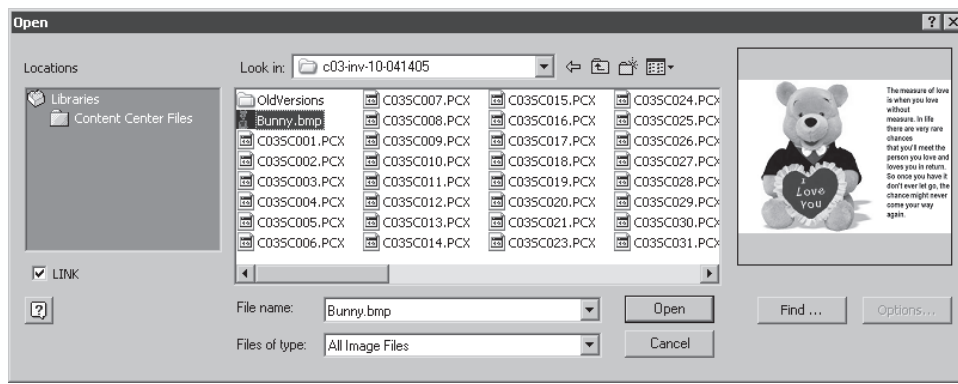 Open
Locations
Look in: c03-inv-10-041405
Libraries
Content Center Files
OldVersions
Bunny.bmp
C03SC001.PCX
C03SC002.PCX
C03SC003.PCX
C03SC004.PCX
C03SC005.PCX
C03SC006.PCX
C03SC007.PCX
C03SC008.PCX
C03SC009.PCX
C03SC010.PCX
C03SC011.PCX
C03SC012.PCX
C03SC013.PCX
C03SC014.PCX
C03SC015.PCX
C03SC016.PCX
C03SC017.PCX
C03SC018.PCX
C03SC019.PCX
C03SC020.PCX
C03SC021.PCX
C03SC023.PCX
C03SC024.PCX
C03SC025.PCX
C03SC026.PCX
C03SC027.PCX
C03SC028.PCX
C03SC029.PCX
C03SC030.PCX
C03SC031.PCX
I
Love
You
The measure of love
is when you love
without
measure. In life
there are very rare
chances
that you'll meet the
person you love and
loves you in return.
So once you have it
don't ever let go, the
chance might never
come your way
again.
LINK
File name: Bunny.bmp
Open
Find ...
Options...
Files of type: All Image Files
Cancel